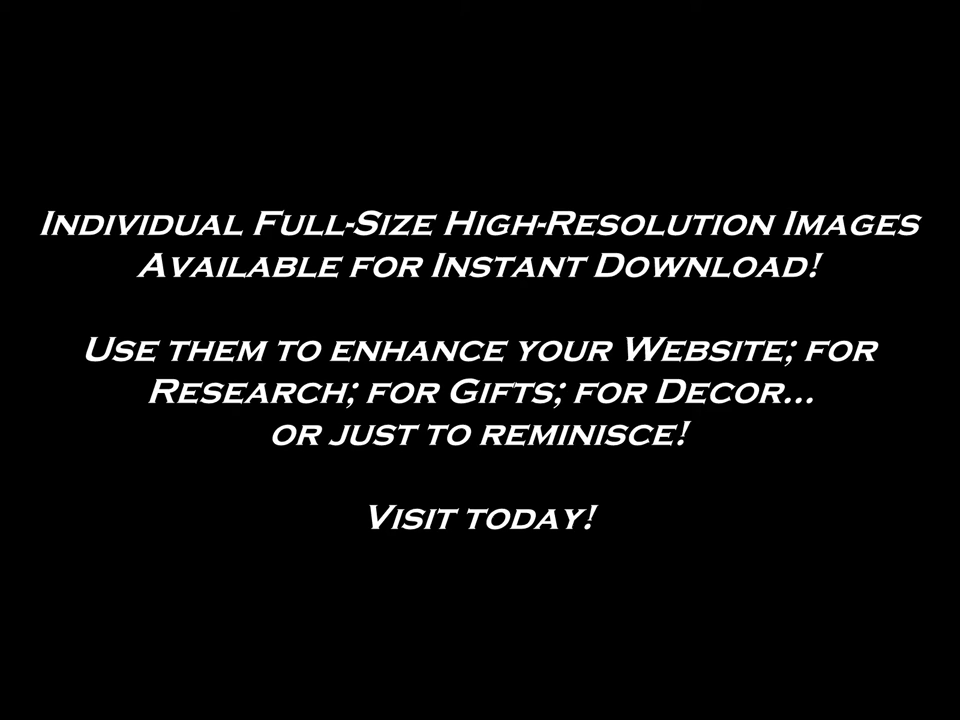 Individual Full-Size High-Resolution Images
Available for Instant Download!
Use them to enhance your Website; for
Research; for Gifts; for Decor...
or just to reminisce!
Visit today!